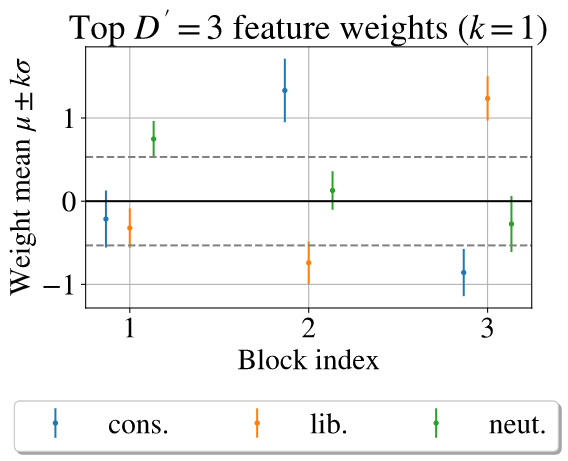 Top D′ = 3 feature weights (k = 1)
Weight mean μ ± kσ
1
0
−1
1 2 3
Block index
cons. lib. neut.